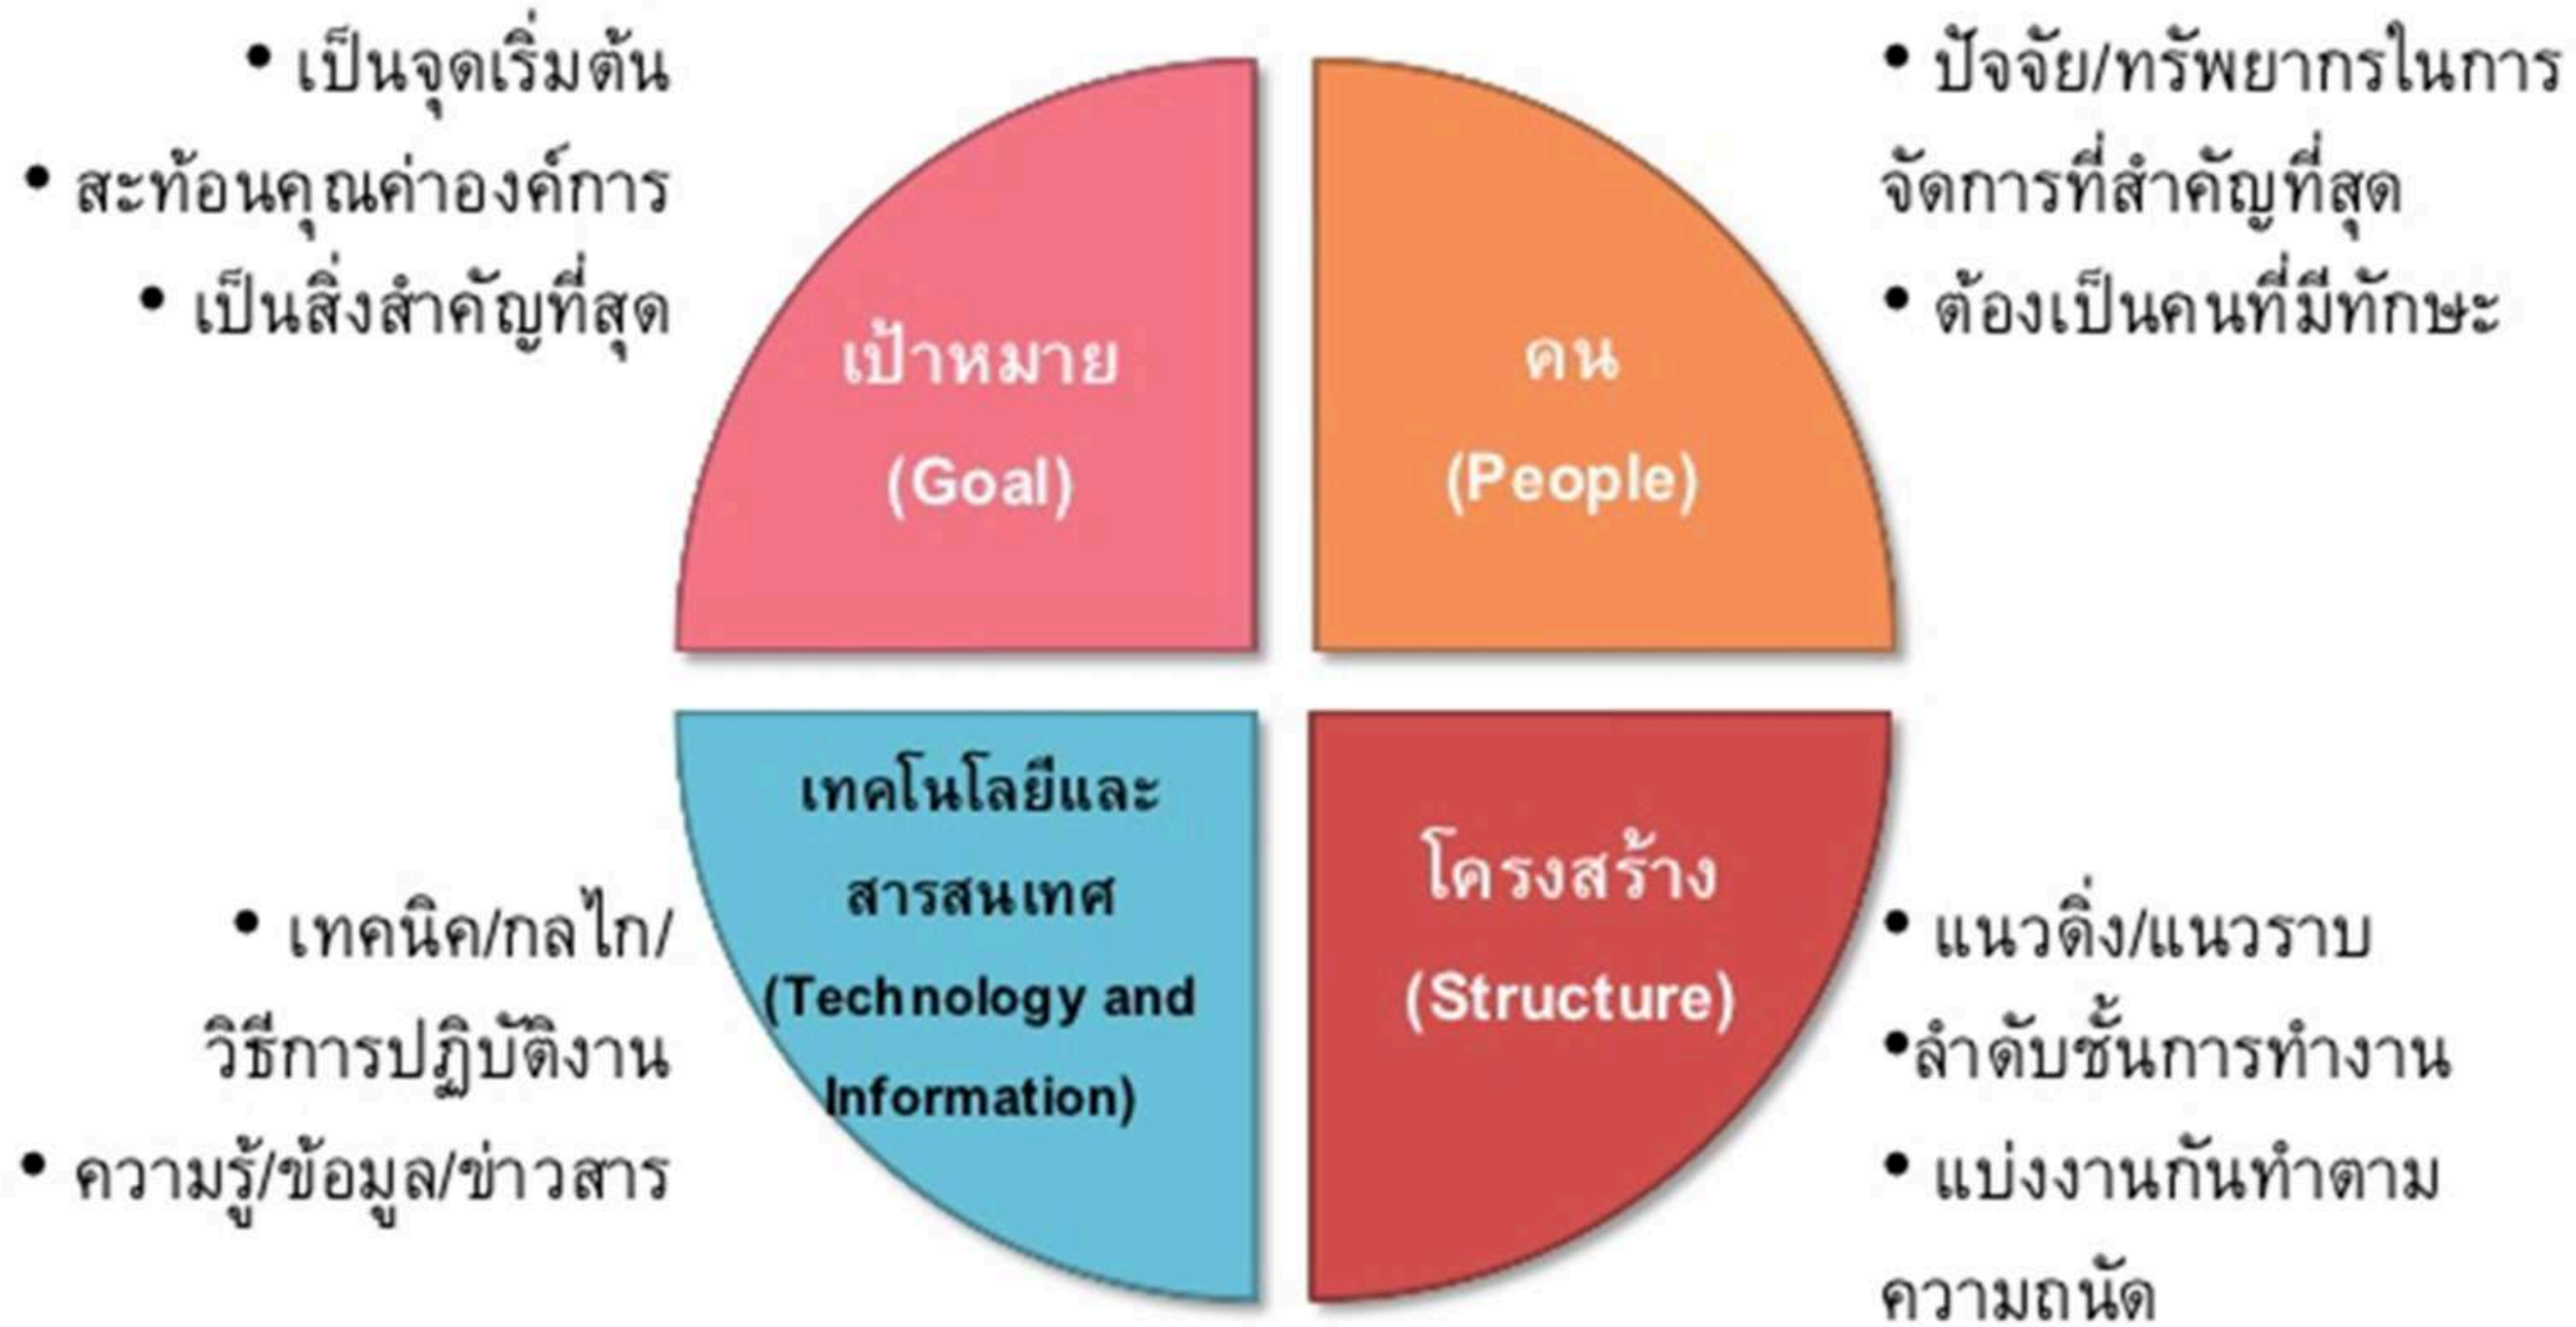 • เป็นจุดเริ่มต้น
• สะท้อนคุณค่าองค์การ
• เป็นสิ่งสำคัญที่สุด
เป้าหมาย
(Goal)
คน
(People)
• ปัจจัย/ทรัพยากรในการ
จัดการที่สำคัญที่สุด
• ต้องเป็นคนที่มีทักษะ
• เทคนิค/กลไก/
วิธีการปฏิบัติงาน
• ความรู้/ข้อมูล/ข่าวสาร
เทคโนโลยีและ
สารสนเทศ
(Technology and
Information)
โครงสร้าง
(Structure)
• แนวดิ่ง/แนวราบ
•ลำดับชั้นการทำงาน
• แบ่งงานกันทำตาม
ความถนัด